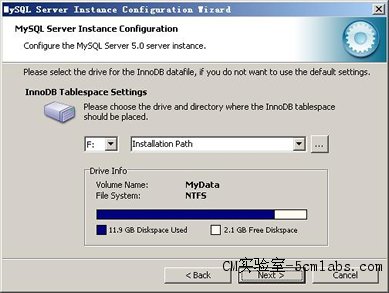 MySQL Server Instance Configuration Wizard
MySQL Server Instance Configuration
Configure the MySQL Server 5.0 server instance.
Please select the drive for the InnoDB datafile, if you do not want to use the default settings.
InnoDB Tablespace Settings
Please choose the drive and directory where the InnoDB tablespace
should be placed.
F: Installation Path ...
Drive Info
Volume Name: MyData
File System: NTFS
11.9 GB Diskspace Used 2.1 GB Free Diskspace
< Back Next > Cancel
CM实验室-5cmlabs.com